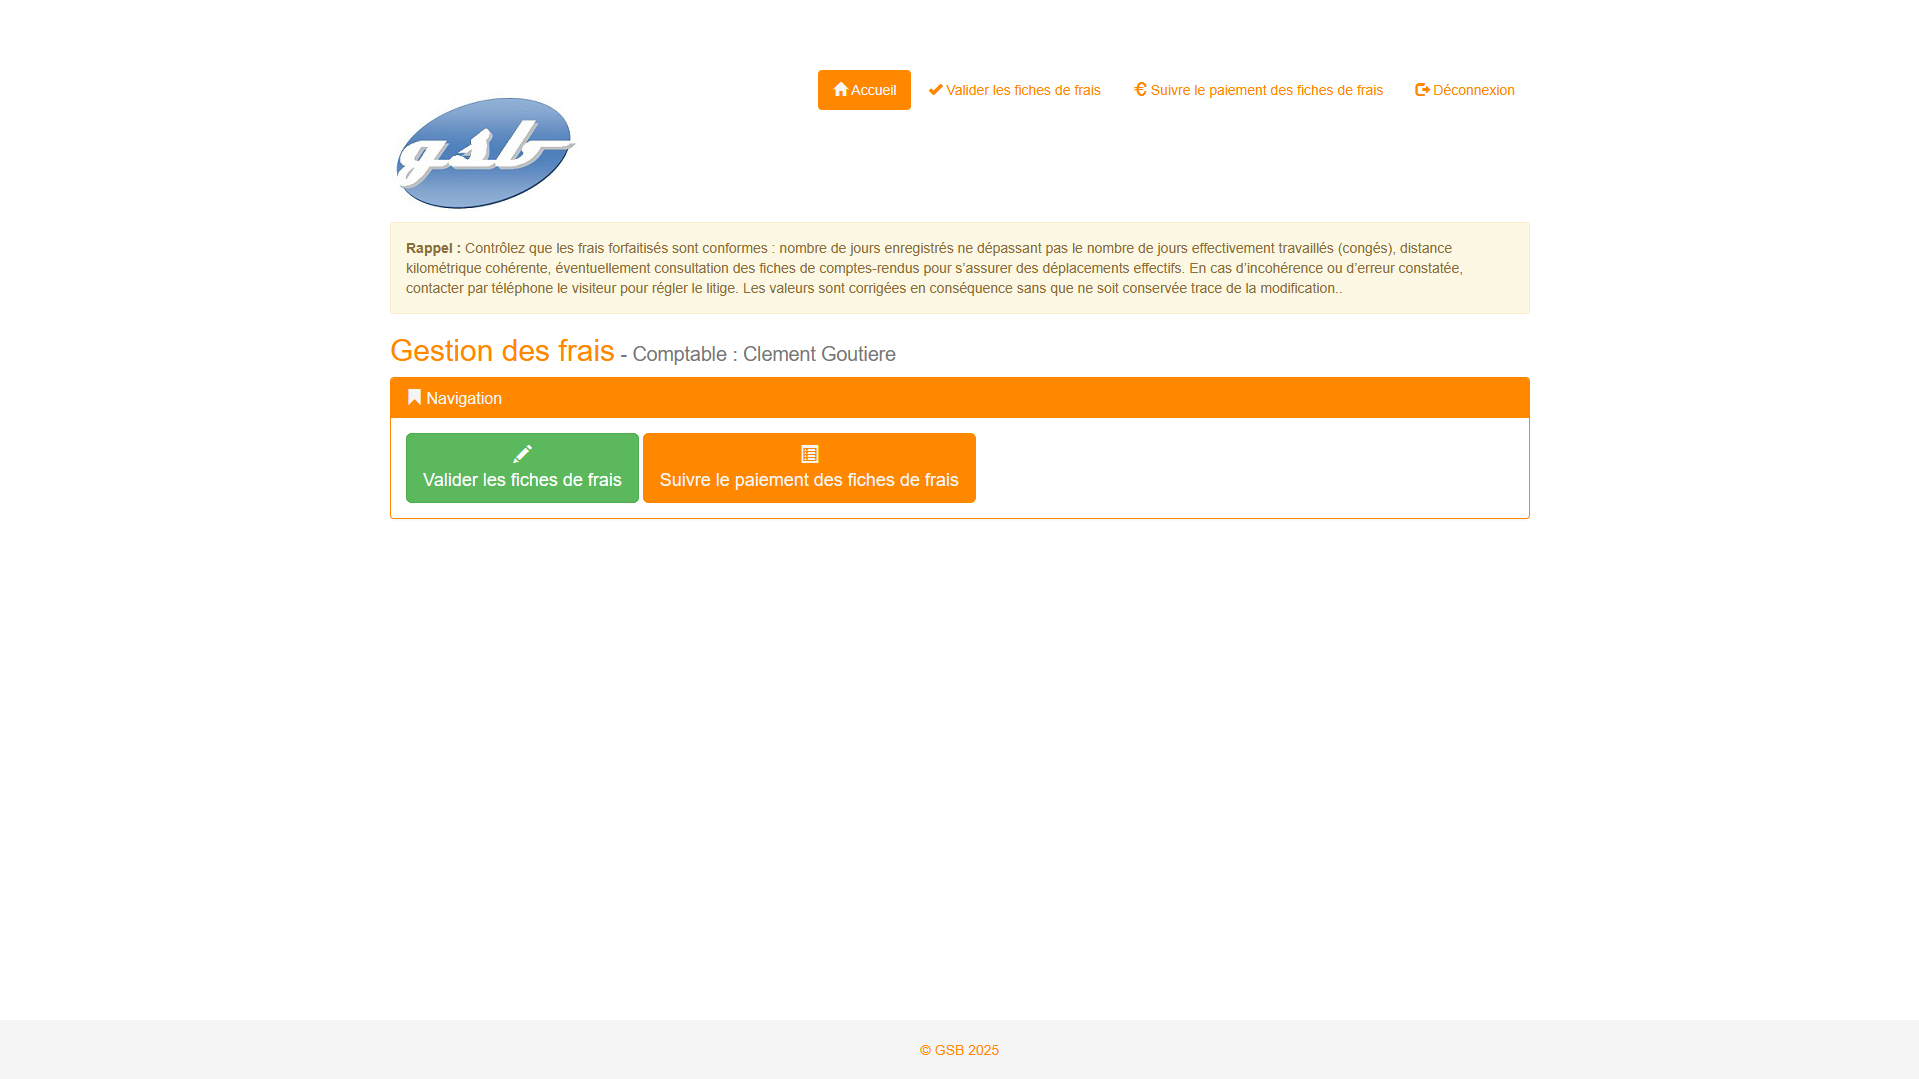 Accueil
Valider les fiches de frais
Suivre le paiement des fiches de frais
Déconnexion
gsb
Rappel : Contrôlez que les frais forfaitisés sont conformes : nombre de jours enregistrés ne dépassant pas le nombre de jours effectivement travaillés (congés), distance
kilométrique cohérente, éventuellement consultation des fiches de comptes-rendus pour s’assurer des déplacements effectifs. En cas d’incohérence ou d’erreur constatée,
contacter par téléphone le visiteur pour régler le litige. Les valeurs sont corrigées en conséquence sans que ne soit conservée trace de la modification..
Gestion des frais - Comptable : Clement Goutiere
Navigation
Valider les fiches de frais
Suivre le paiement des fiches de frais
© GSB 2025